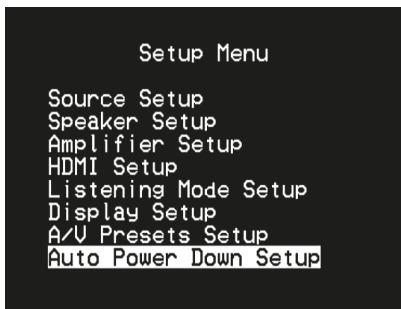 Setup Menu
Source Setup
Speaker Setup
Amplifier Setup
HDMI Setup
Listening Mode Setup
Display Setup
A/V Presets Setup
Auto Power Down Setup